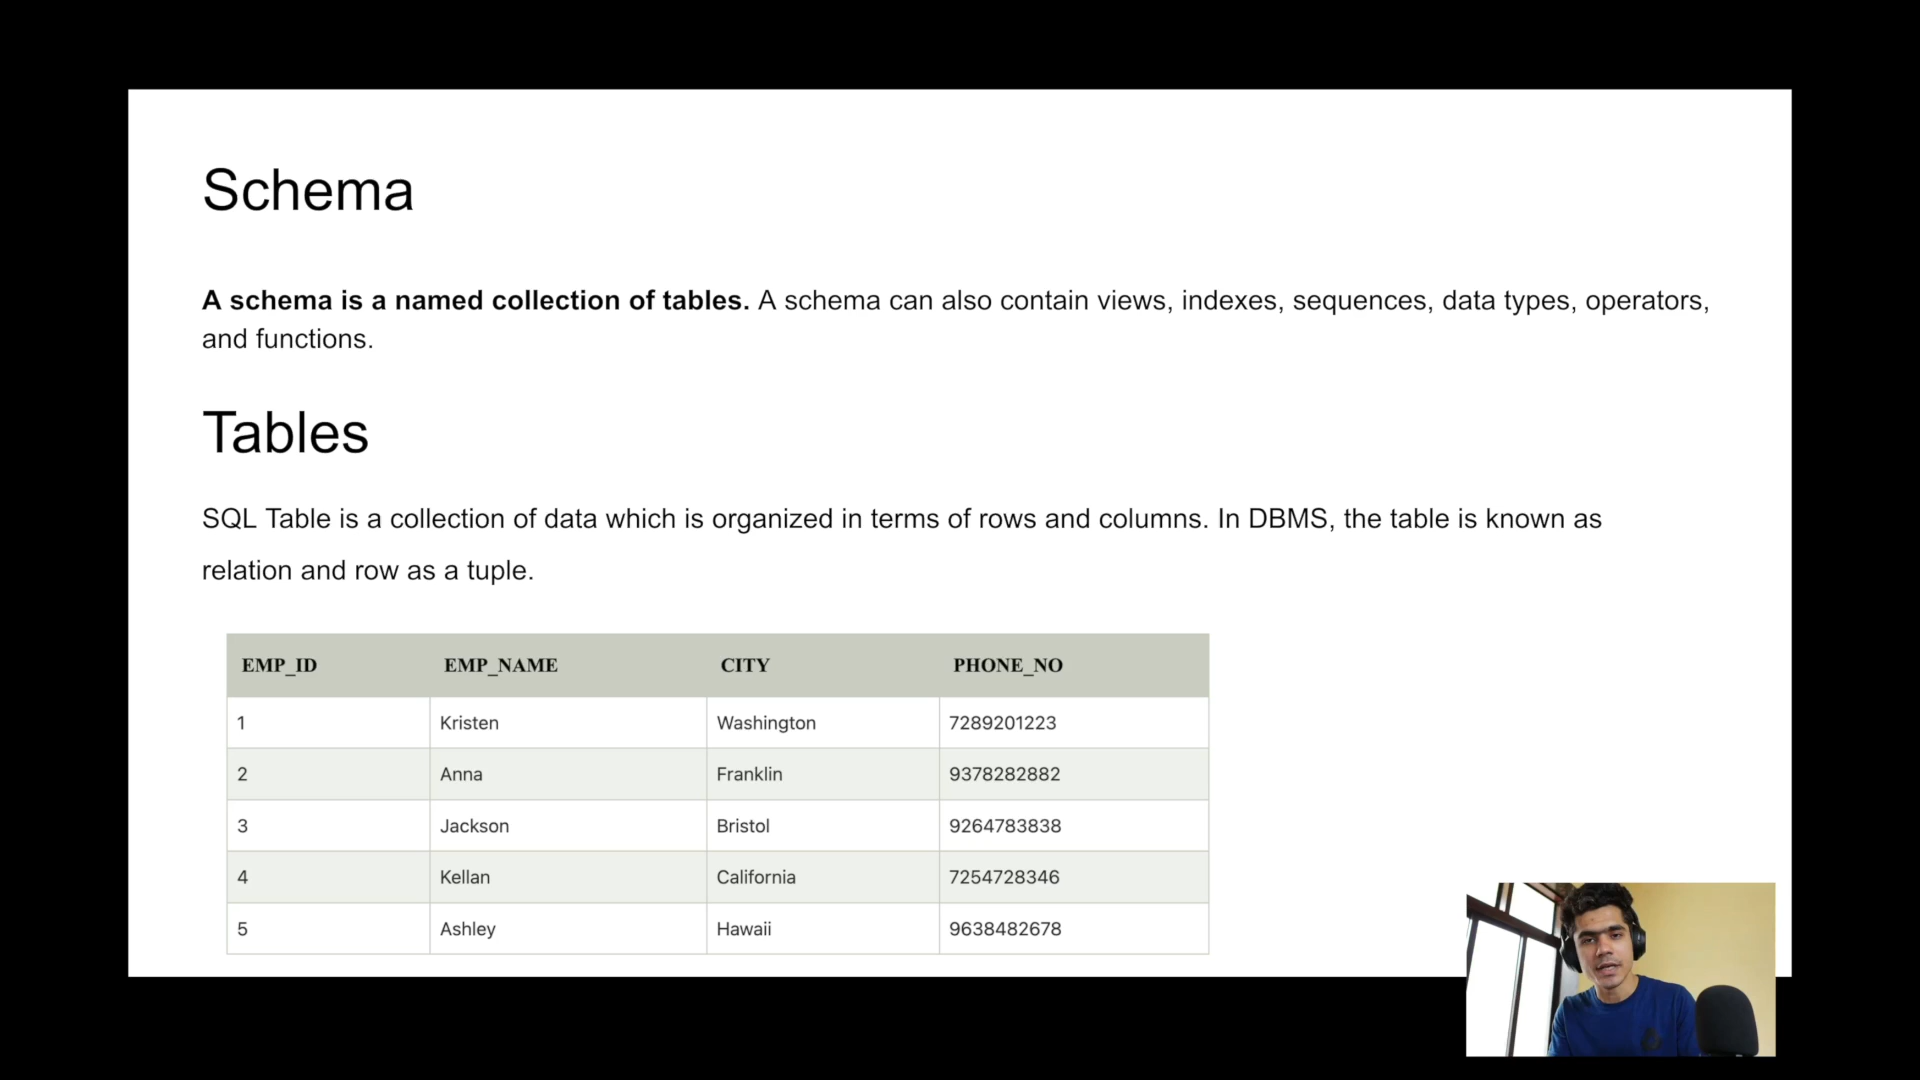 Schema
A schema is a named collection of tables. A schema can also contain views, indexes, sequences, data types, operators,
and functions.
Tables
SQL Table is a collection of data which is organized in terms of rows and columns. In DBMS, the table is known as
relation and row as a tuple.
EMP_ID EMP_NAME CITY PHONE_NO
1 Kristen Washington 7289201223
2 Anna Franklin 9378282882
3 Jackson Bristol 9264783838
4 Kellan California 7254728346
5 Ashley Hawaii 9638482678